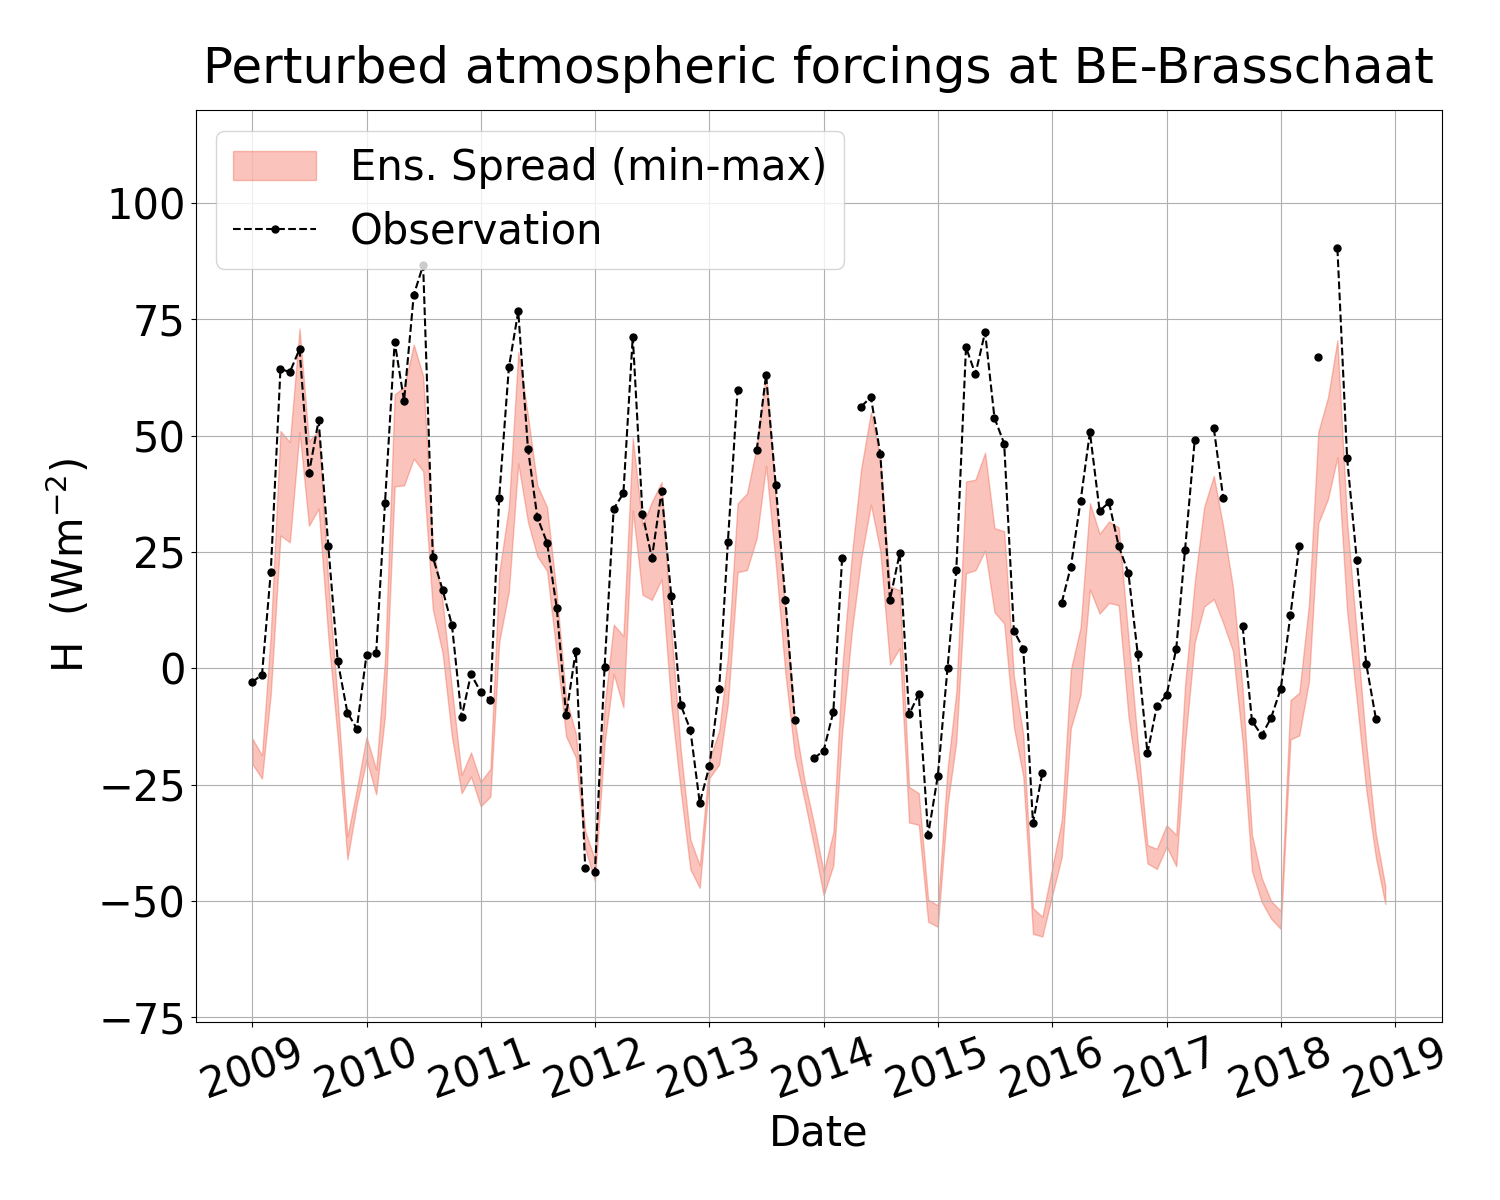 Perturbed atmospheric forcings at BE-Brasschaat
Ens. Spread (min-max)
Observation
H (Wm⁻²)
100
75
50
25
0
−25
−50
−75
2009 2010 2011 2012 2013 2014 2015 2016 2017 2018 2019
Date